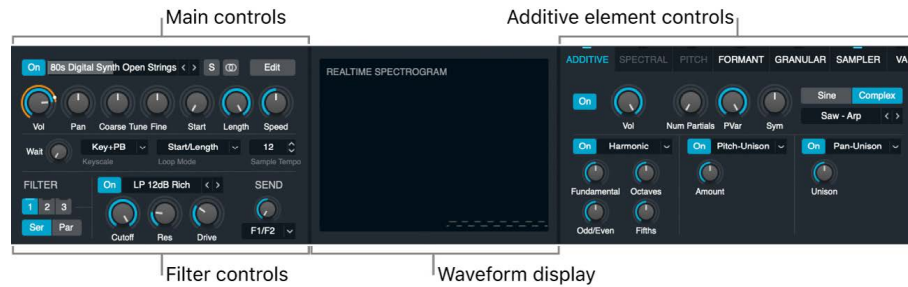 Main controls
Additive element controls
On 80s Digital Synth Open Strings < > S Edit
Vol Pan Coarse Tune Fine Start Length Speed
Wait Key+PB Start/Length 12
Keyscale Loop Mode Sample Tempo
FILTER On LP 12dB Rich < > SEND
1 2 3
Ser Par
Cutoff Res Drive F1/F2
REALTIME SPECTROGRAM
ADDITIVE SPECTRAL PITCH FORMANT GRANULAR SAMPLER VA
On Sine Complex
Saw - Arp < >
Vol Num Partials PVar Sym
On Harmonic On Pitch-Unison On Pan-Unison
Fundamental Octaves Amount Unison
Odd/Even Fifths
Filter controls
Waveform display